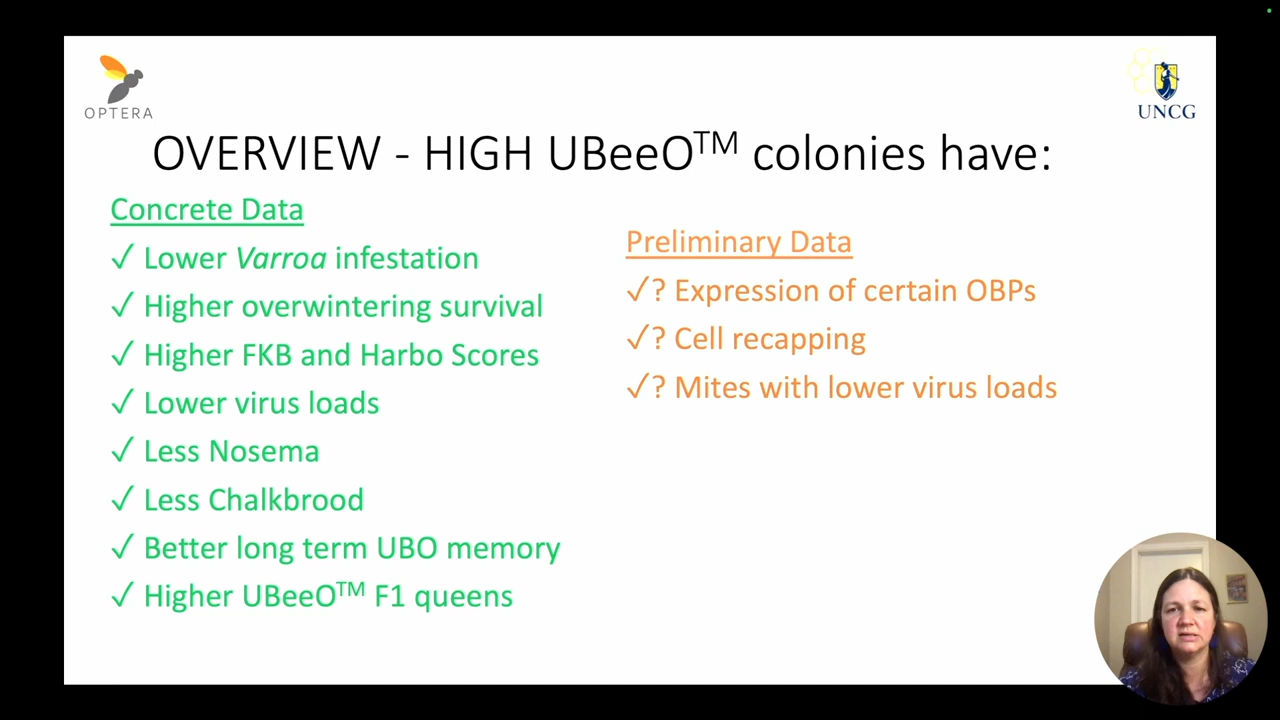 OPTERA
UNCG
OVERVIEW - HIGH UBeeO™ colonies have:
Concrete Data
✓ Lower Varroa infestation
✓ Higher overwintering survival
✓ Higher FKB and Harbo Scores
✓ Lower virus loads
✓ Less Nosema
✓ Less Chalkbrood
✓ Better long term UBO memory
✓ Higher UBeeO™ F1 queens
Preliminary Data
✓? Expression of certain OBPs
✓? Cell recapping
✓? Mites with lower virus loads